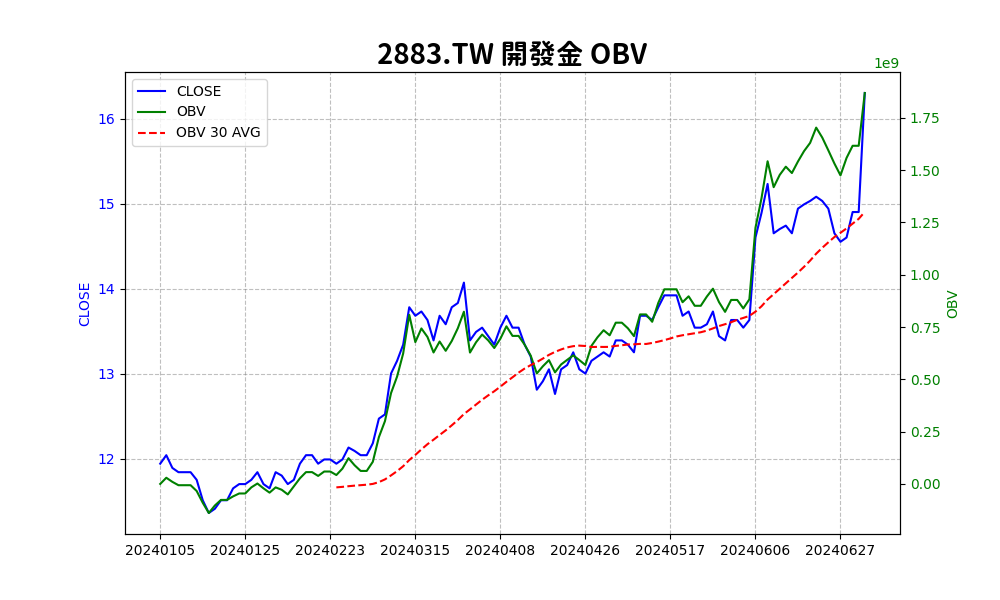 2883.TW 開發金 OBV
1e9
CLOSE
OBV
OBV 30 AVG
16
15
14
13
12
CLOSE
1.75
1.50
1.25
1.00
0.75
0.50
0.25
0.00
OBV
20240105 20240125 20240223 20240315 20240408 20240426 20240517 20240606 20240627